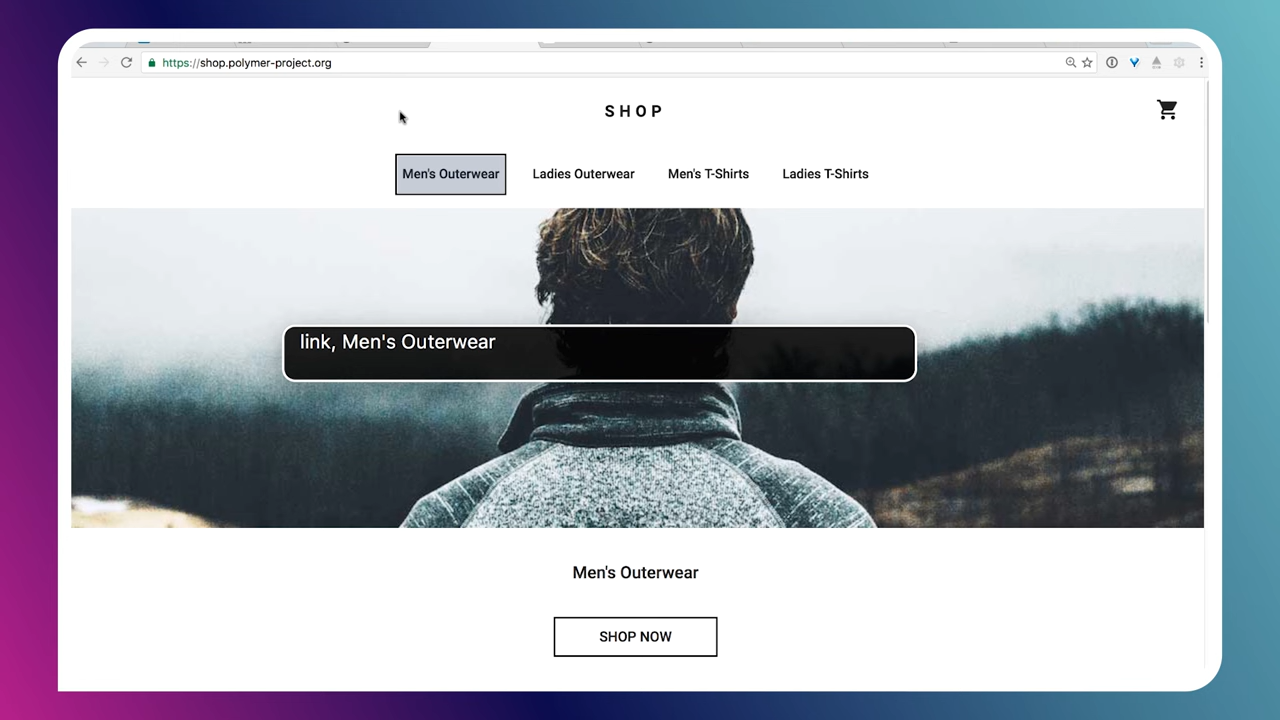 https://shop.polymer-project.org
SHOP
Men's Outerwear Ladies Outerwear Men's T-Shirts Ladies T-Shirts
link, Men's Outerwear
Men's Outerwear
SHOP NOW